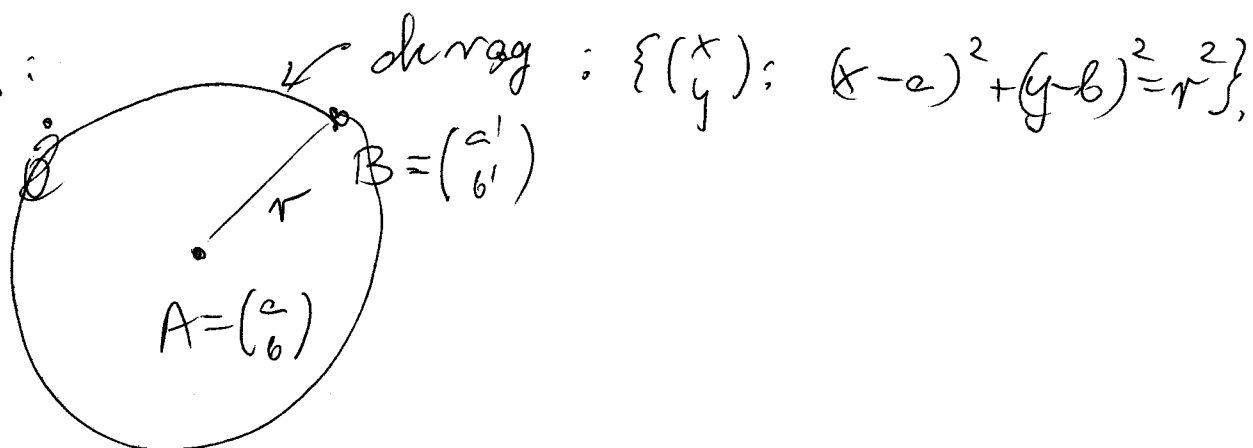 : okrąg : {(x y): (x-a)²+(y-b)²=r²},
B ≡ (a' b')
r
A = (a b)